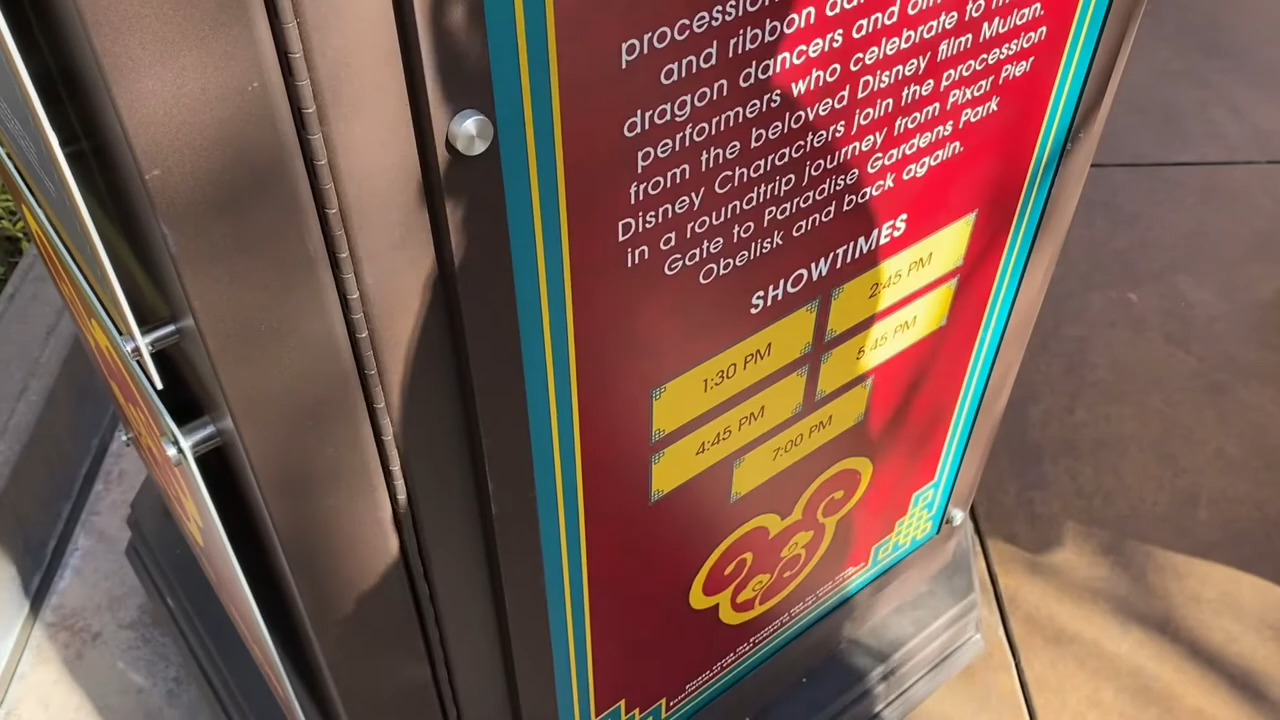 procession
and ribbon
dragon dancers and
performers who celebrate to
from the beloved Disney film Mulan.
Disney Characters join the procession
in a roundtrip journey from Pixar Pier
Gate to Paradise Gardens Park
Obelisk and back again.
SHOWTIMES
1:30 PM
2:45 PM
4:45 PM
5:45 PM
7:00 PM